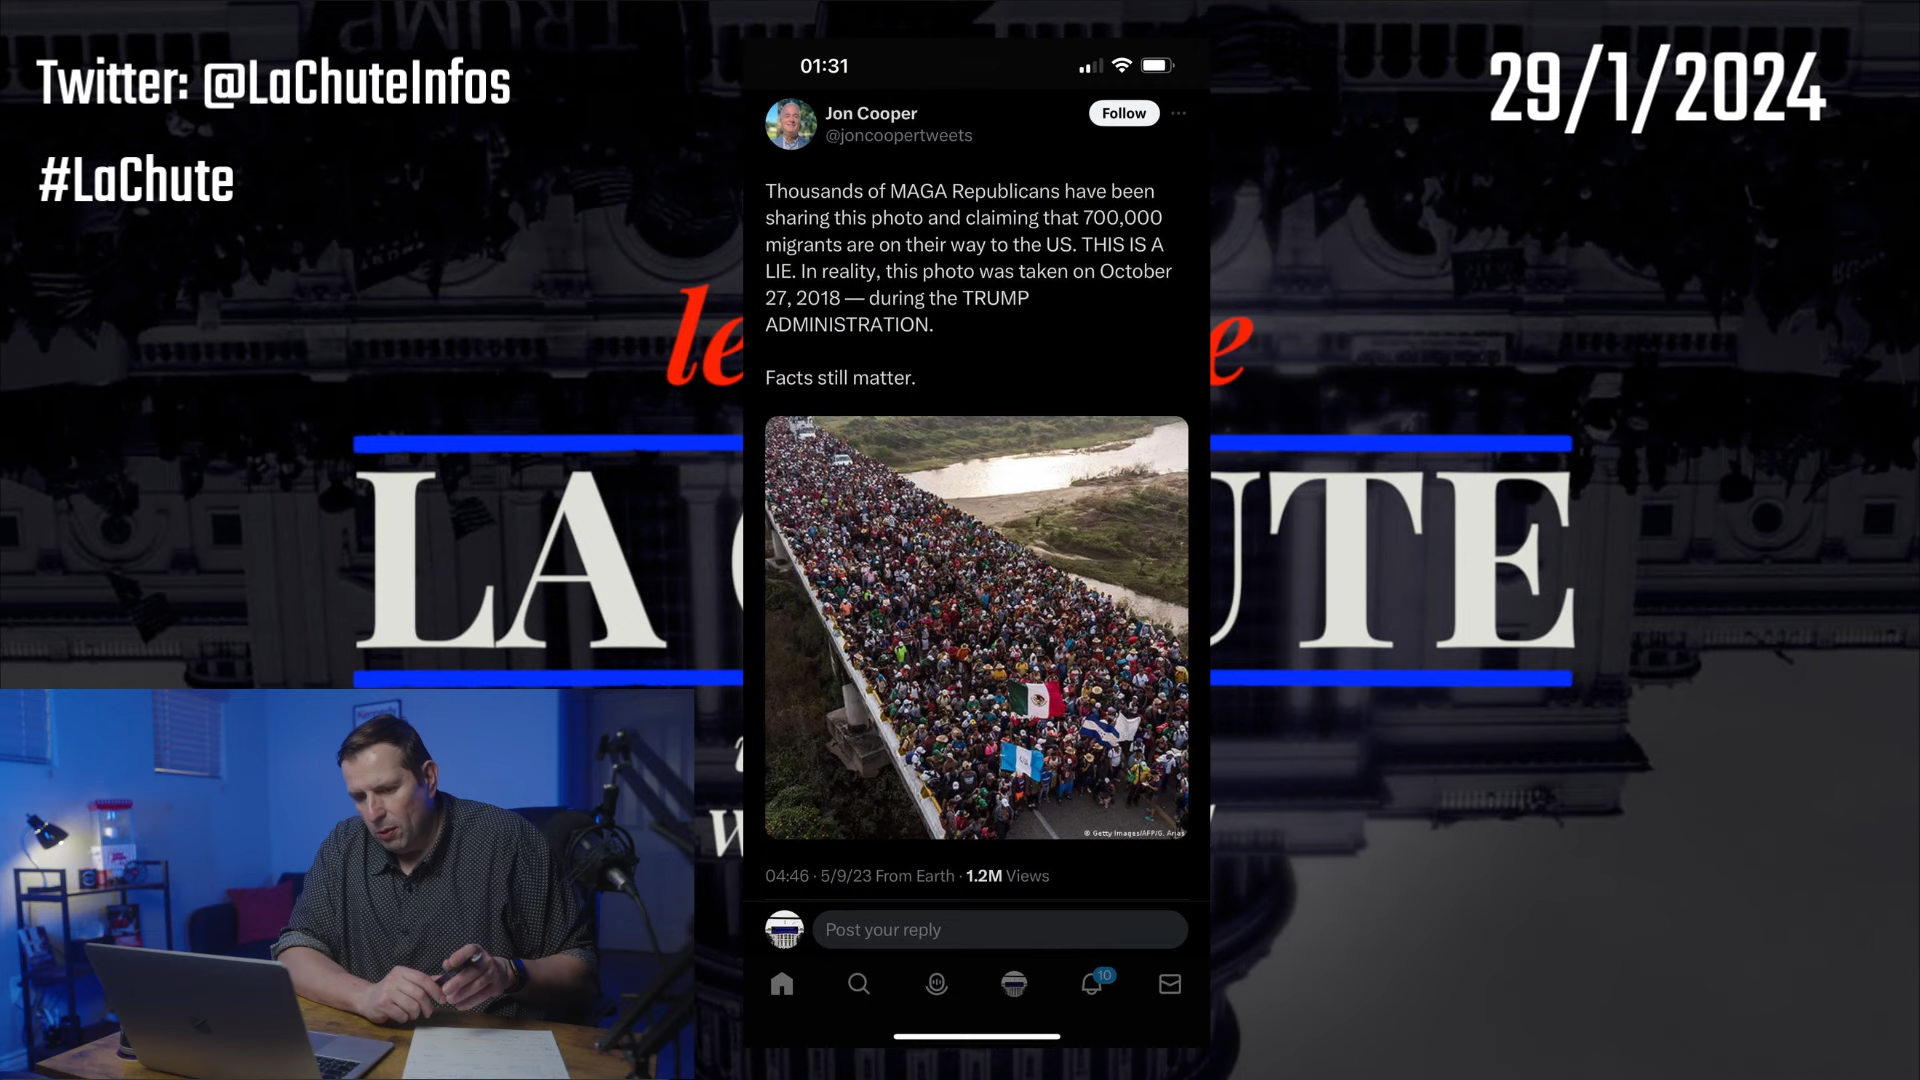 Twitter: @LaChuteInfos
#LaChute
29/1/2024
01:31
Jon Cooper
@joncoopertweets
Follow
Thousands of MAGA Republicans have been
sharing this photo and claiming that 700,000
migrants are on their way to the US. THIS IS A
LIE. In reality, this photo was taken on October
27, 2018 — during the TRUMP
ADMINISTRATION.
Facts still matter.
© Getty Images/AFP/G. Arias
04:46 · 5/9/23 From Earth · 1.2M Views
Post your reply
10
le
e
LA
UTE
TRUMP